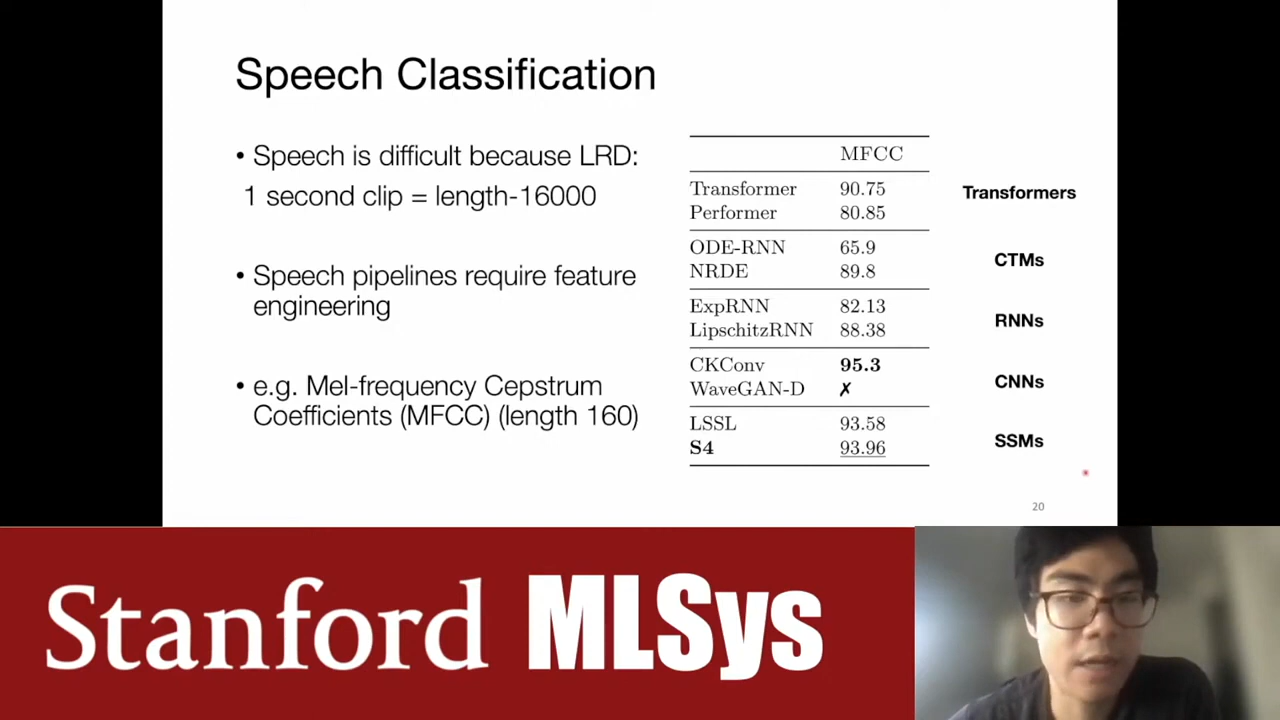 Speech Classification
• Speech is difficult because LRD:
1 second clip = length-16000
• Speech pipelines require feature
engineering
• e.g. Mel-frequency Cepstrum
Coefficients (MFCC) (length 160)
MFCC
Transformer 90.75
Performer 80.85
Transformers
ODE-RNN 65.9
NRDE 89.8
CTMs
ExpRNN 82.13
LipschitzRNN 88.38
RNNs
CKConv 95.3
WaveGAN-D ✗
CNNs
LSSL 93.58
S4 93.96
SSMs
20
Stanford MLSys